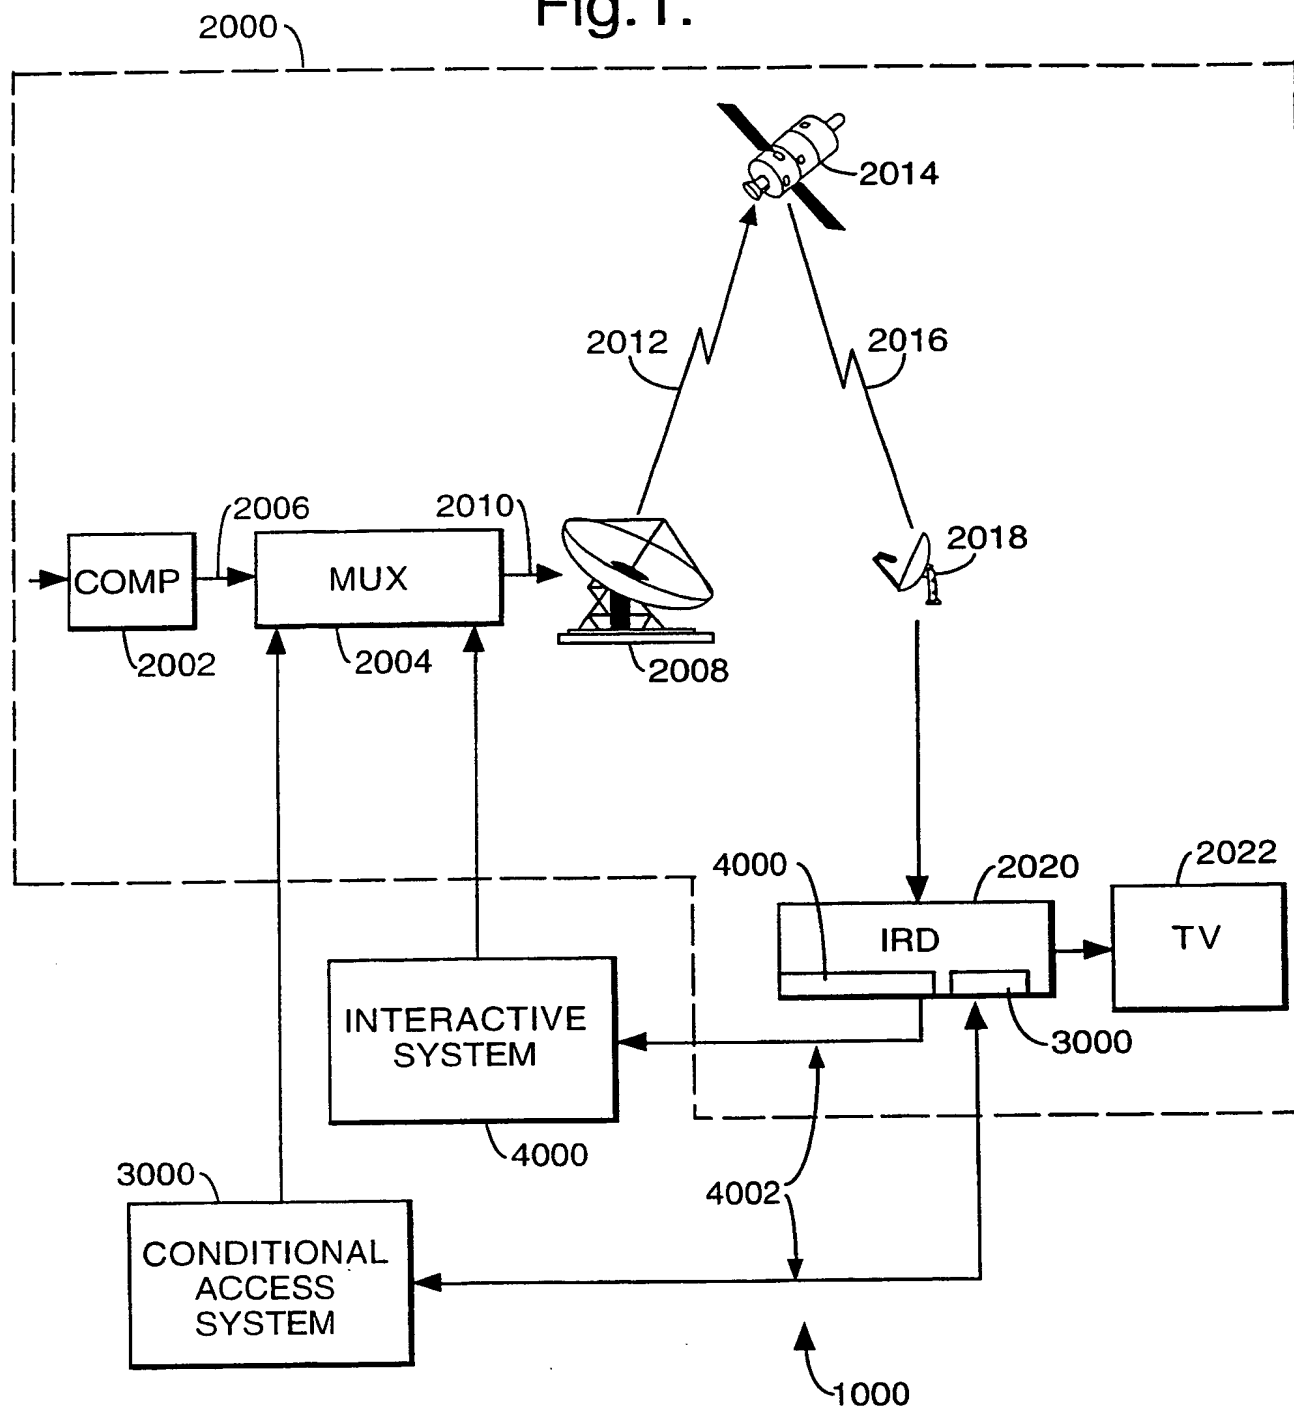 Fig.1.
2000
2014
2012
2016
2006
2010
2018
COMP
MUX
2002
2004
2008
4000
2020
2022
IRD
TV
INTERACTIVE
SYSTEM
3000
4000
3000
4002
CONDITIONAL
ACCESS
SYSTEM
1000